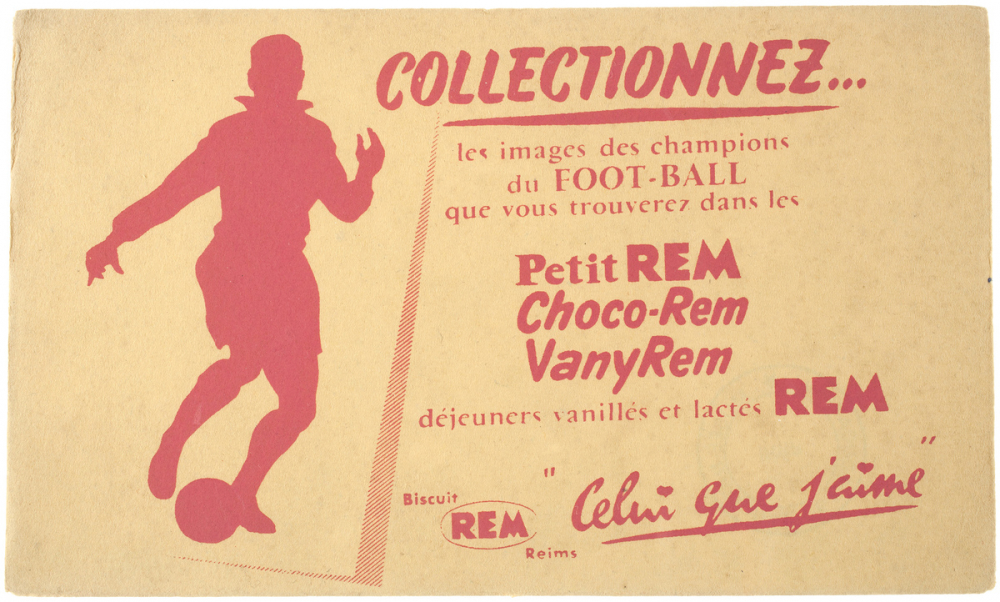 COLLECTIONNEZ...
les images des champions
du FOOT-BALL
que vous trouverez dans les
Petit REM
Choco-Rem
VanyRem
déjeuners vanillés et lactés REM
Biscuit
REM
Reims
" Celui que j'aime "